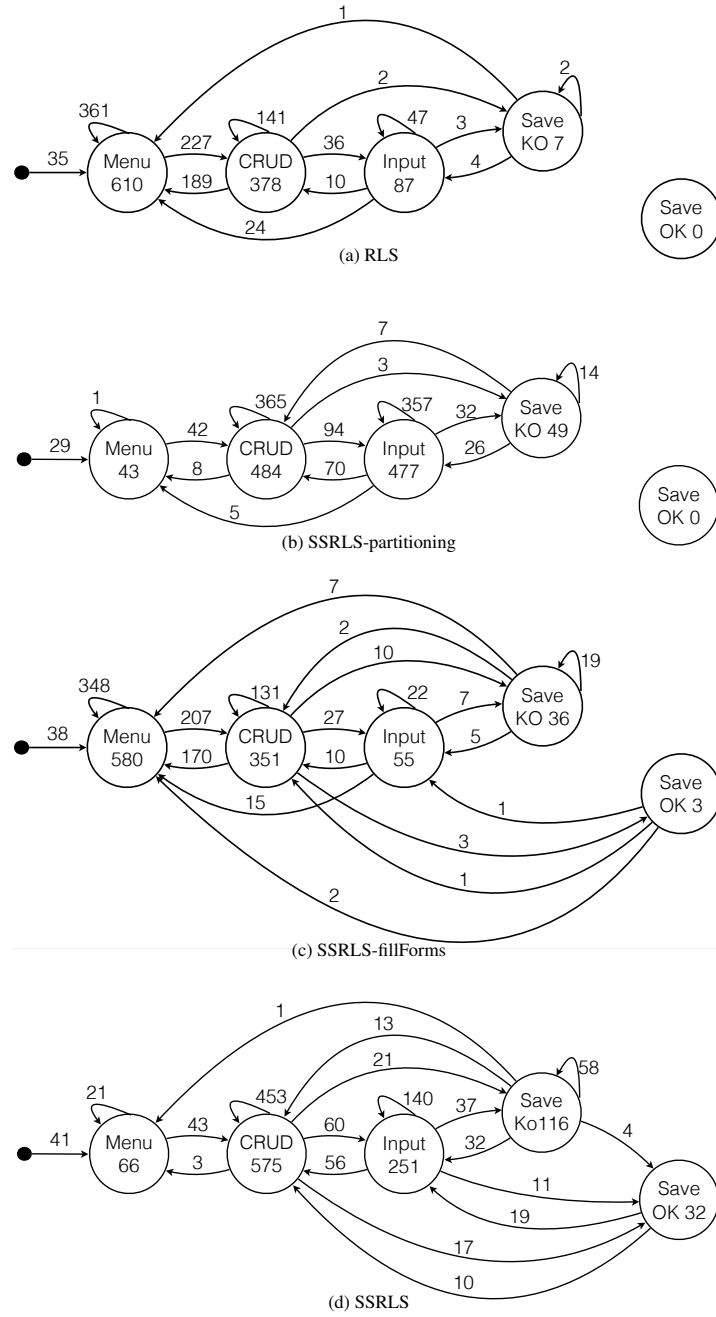 1
2
2
361
141
47
3
227
36
Save
KO 7
35
Menu
610
CRUD
378
Input
87
4
189
10
24
Save
OK 0
(a) RLS
7
3
14
1
365
357
32
42
94
Save
KO 49
29
Menu
43
CRUD
484
Input
477
26
8
70
5
Save
OK 0
(b) SSRLS-partitioning
7
2
10
19
348
131
22
7
207
27
Save
KO 36
38
Menu
580
CRUD
351
Input
55
5
170
10
15
1
Save
OK 3
3
1
2
(c) SSRLS-fillForms
1
13
21
58
21
453
140
37
43
60
Save
Ko116
4
41
Menu
66
CRUD
575
Input
251
32
3
56
11
19
Save
OK 32
17
10
(d) SSRLS